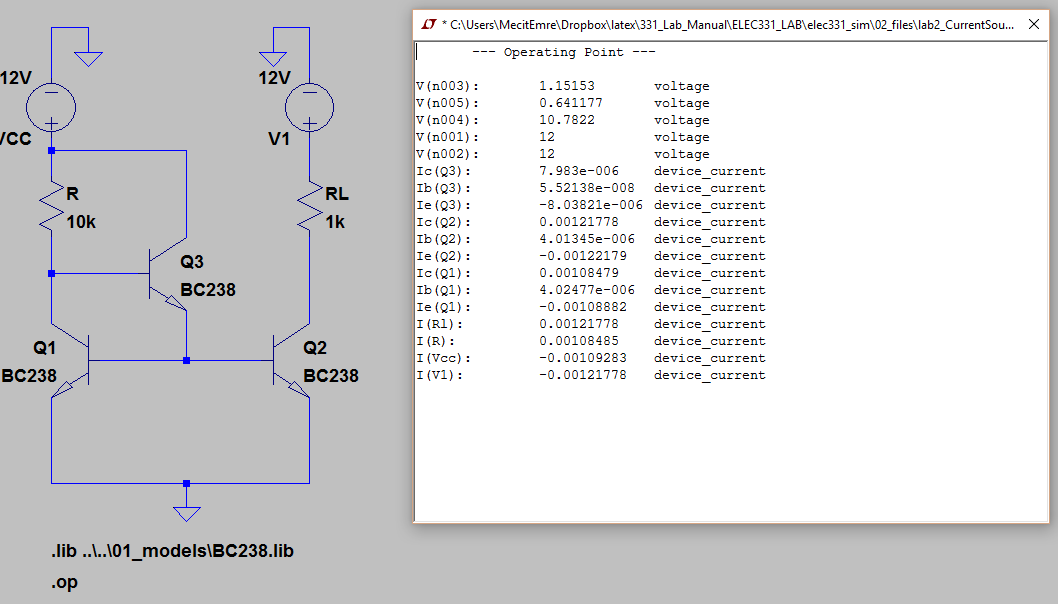 * C:\Users\MecitEmre\Dropbox\latex\331_Lab_Manual\ELEC331_LAB\elec331_sim\02_files\lab2_CurrentSou...
--- Operating Point ---
V(n003): 1.15153 voltage
V(n005): 0.641177 voltage
V(n004): 10.7822 voltage
V(n001): 12 voltage
V(n002): 12 voltage
Ic(Q3): 7.983e-006 device_current
Ib(Q3): 5.52138e-008 device_current
Ie(Q3): -8.03821e-006 device_current
Ic(Q2): 0.00121778 device_current
Ib(Q2): 4.01345e-006 device_current
Ie(Q2): -0.00122179 device_current
Ic(Q1): 0.00108479 device_current
Ib(Q1): 4.02477e-006 device_current
Ie(Q1): -0.00108882 device_current
I(Rl): 0.00121778 device_current
I(R): 0.00108485 device_current
I(Vcc): -0.00109283 device_current
I(V1): -0.00121778 device_current
12V
VCC
12V
V1
R
10k
RL
1k
Q3
BC238
Q1
BC238
Q2
BC238
.lib ..\..\01_models\BC238.lib
.op